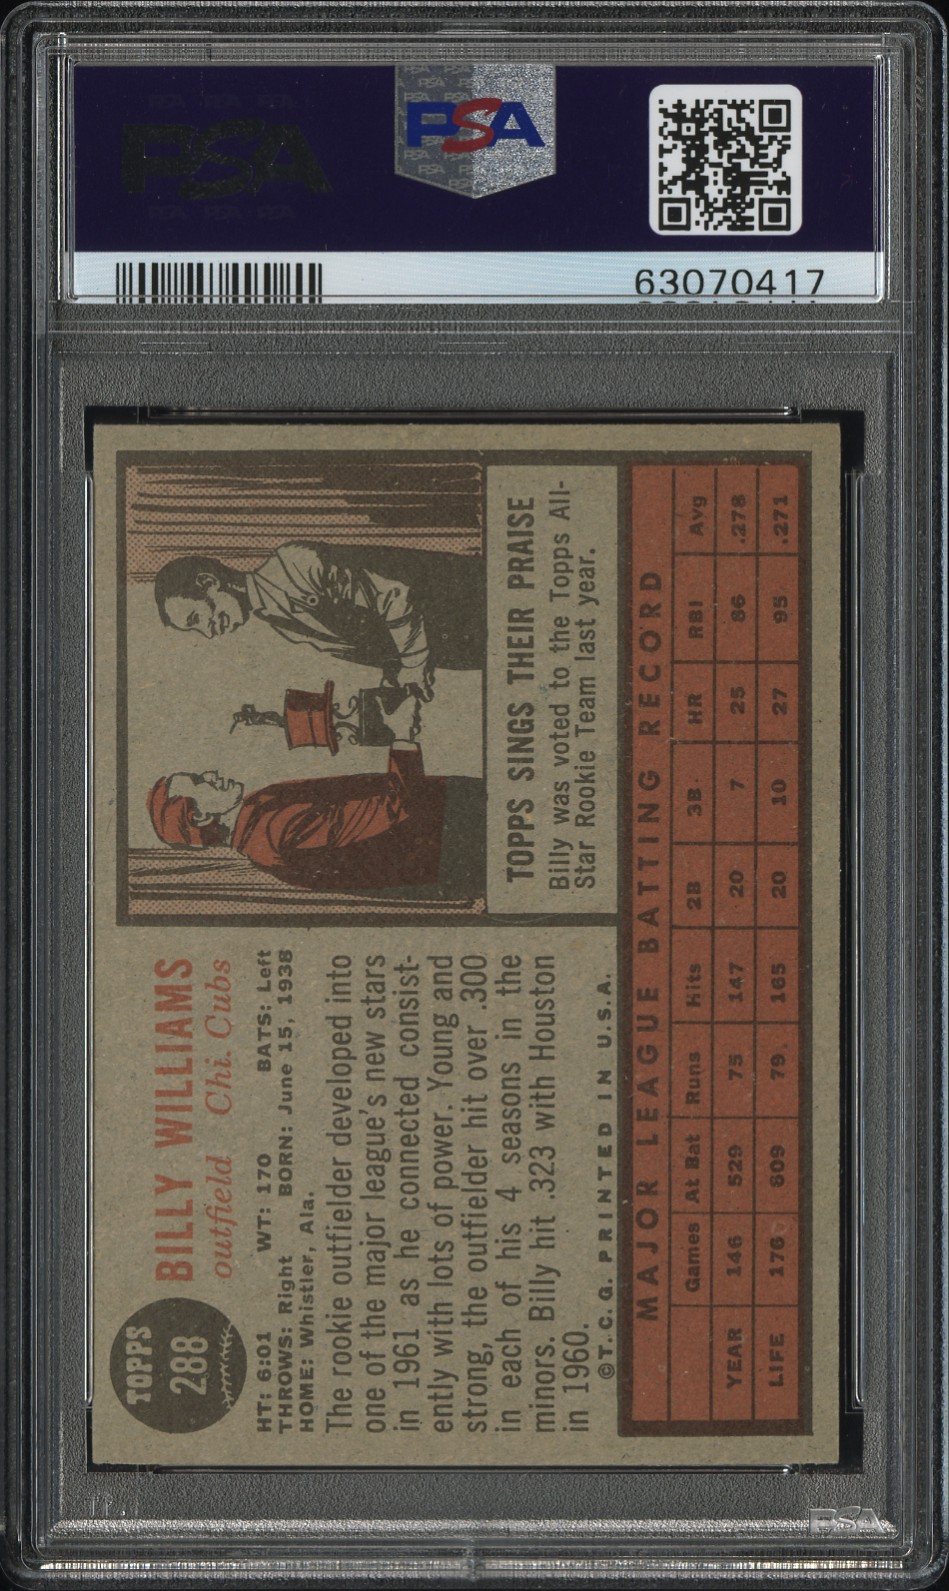 PSA
PSA
63070417
TOPPS
288
BILLY WILLIAMS
outfield Chi. Cubs
HT: 6:01 WT: 170 BATS: Left
THROWS: Right BORN: June 15, 1938
HOME: Whistler, Ala.
The rookie outfielder developed into
one of the major league's new stars
in 1961 as he connected consist-
ently with lots of power. Young and
strong, the outfielder hit over .300
in each of his 4 seasons in the
minors. Billy hit .323 with Houston
in 1960.
©T.C.G. PRINTED IN U.S.A.
TOPPS SINGS THEIR PRAISE
Billy was voted to the Topps All-
Star Rookie Team last year.
MAJOR LEAGUE BATTING RECORD
Games At Bat Runs Hits 2B 3B HR RBI Avg
YEAR 146 529 75 147 20 7 25 86 .278
LIFE 176 609 79 165 20 10 27 95 .271
PSA